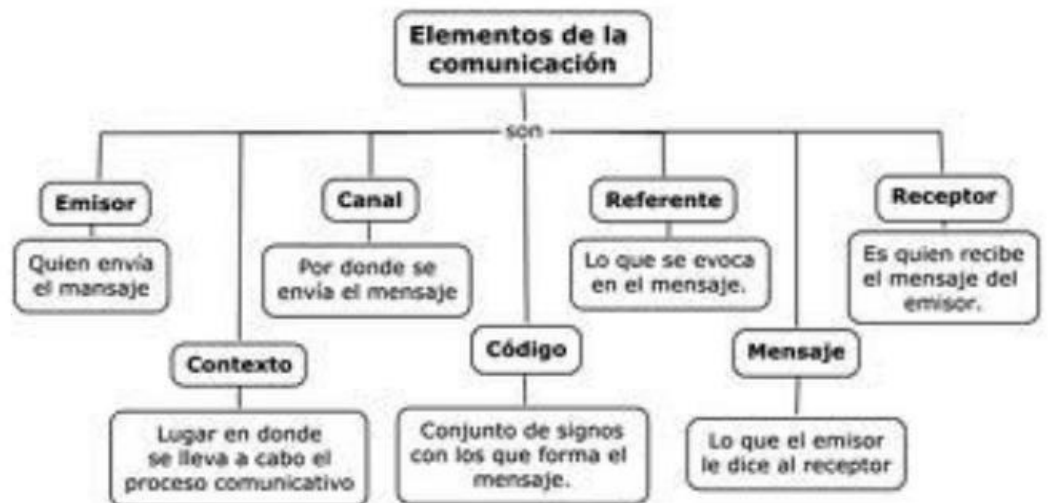 Elementos de la
comunicación
son
Emisor
Quien envía
el mansaje
Contexto
Lugar en donde
se lleva a cabo el
proceso comunicativo
Canal
Por donde se
envía el mensaje
Código
Conjunto de signos
con los que forma el
mensaje.
Referente
Lo que se evoca
en el mensaje.
Mensaje
Lo que el emisor
le dice al receptor
Receptor
Es quien recibe
el mensaje del
emisor.